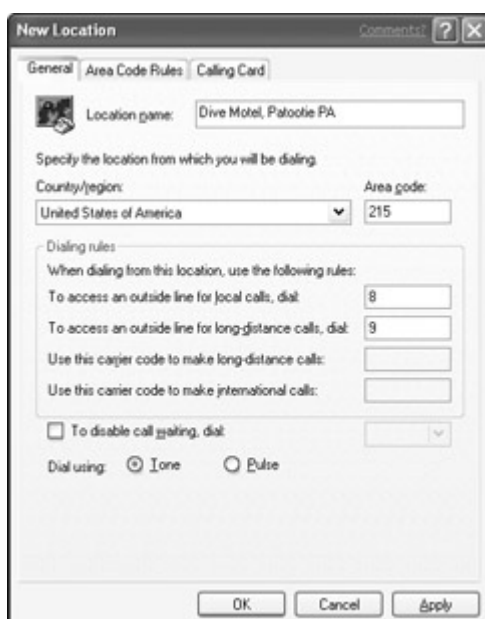 New Location Comments?
General Area Code Rules Calling Card
Location name: Dive Motel, Patootie PA
Specify the location from which you will be dialing.
Country/region: Area code:
United States of America 215
Dialing rules
When dialing from this location, use the following rules:
To access an outside line for local calls, dial: 8
To access an outside line for long-distance calls, dial: 9
Use this carrier code to make long-distance calls:
Use this carrier code to make international calls:
To disable call waiting, dial:
Dial using: Tone Pulse
OK Cancel Apply